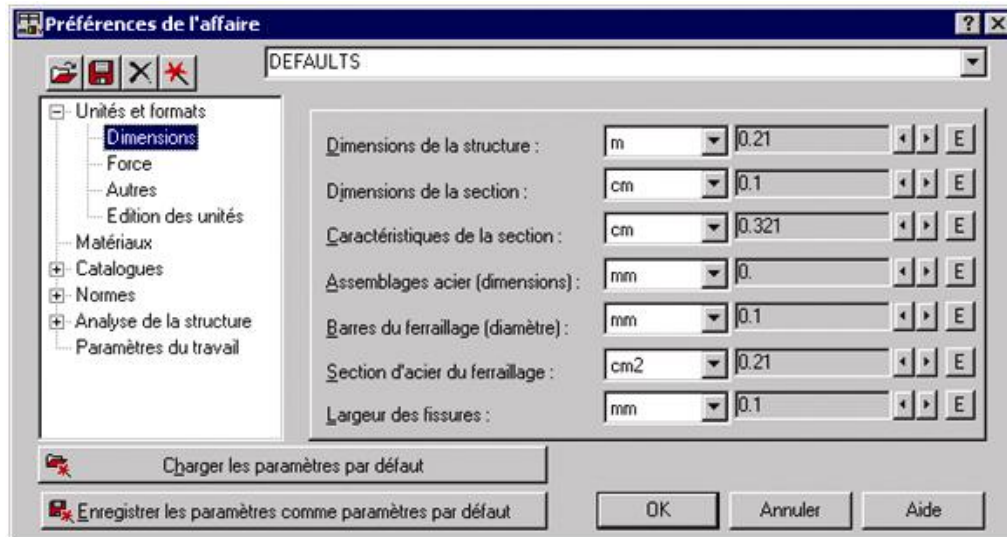 Préférences de l'affaire
DEFAULTS
Unités et formats
Dimensions
Force
Autres
Edition des unités
Matériaux
Catalogues
Normes
Analyse de la structure
Paramètres du travail
Dimensions de la structure : m 0.21 E
Dimensions de la section : cm 0.1 E
Caractéristiques de la section : cm 0.321 E
Assemblages acier (dimensions) : mm 0. E
Barres du ferraillage (diamètre) : mm 0.1 E
Section d'acier du ferraillage : cm2 0.21 E
Largeur des fissures : mm 0.1 E
Charger les paramètres par défaut
Enregistrer les paramètres comme paramètres par défaut
OK Annuler Aide